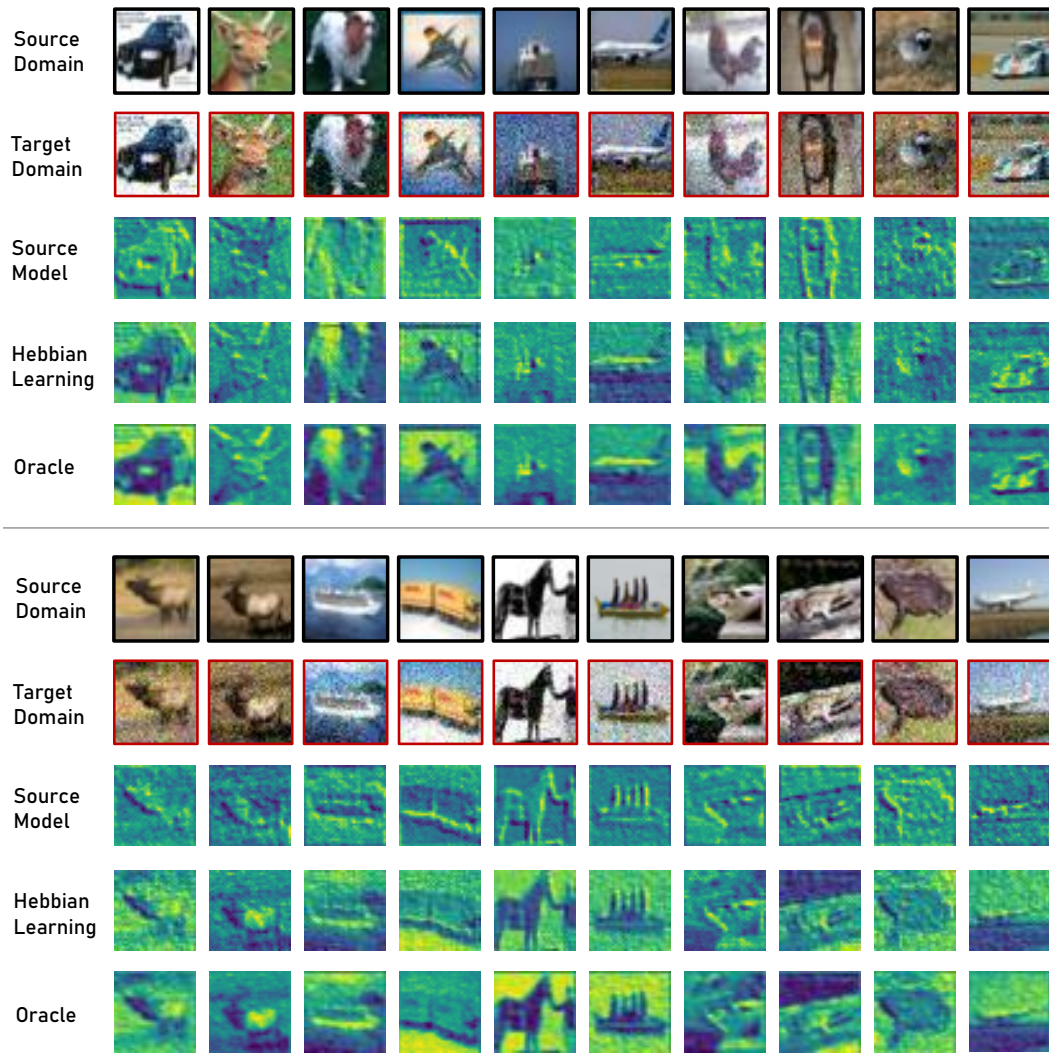 Source
Domain
Target
Domain
Source
Model
Hebbian
Learning
Oracle
Source
Domain
Target
Domain
Source
Model
Hebbian
Learning
Oracle